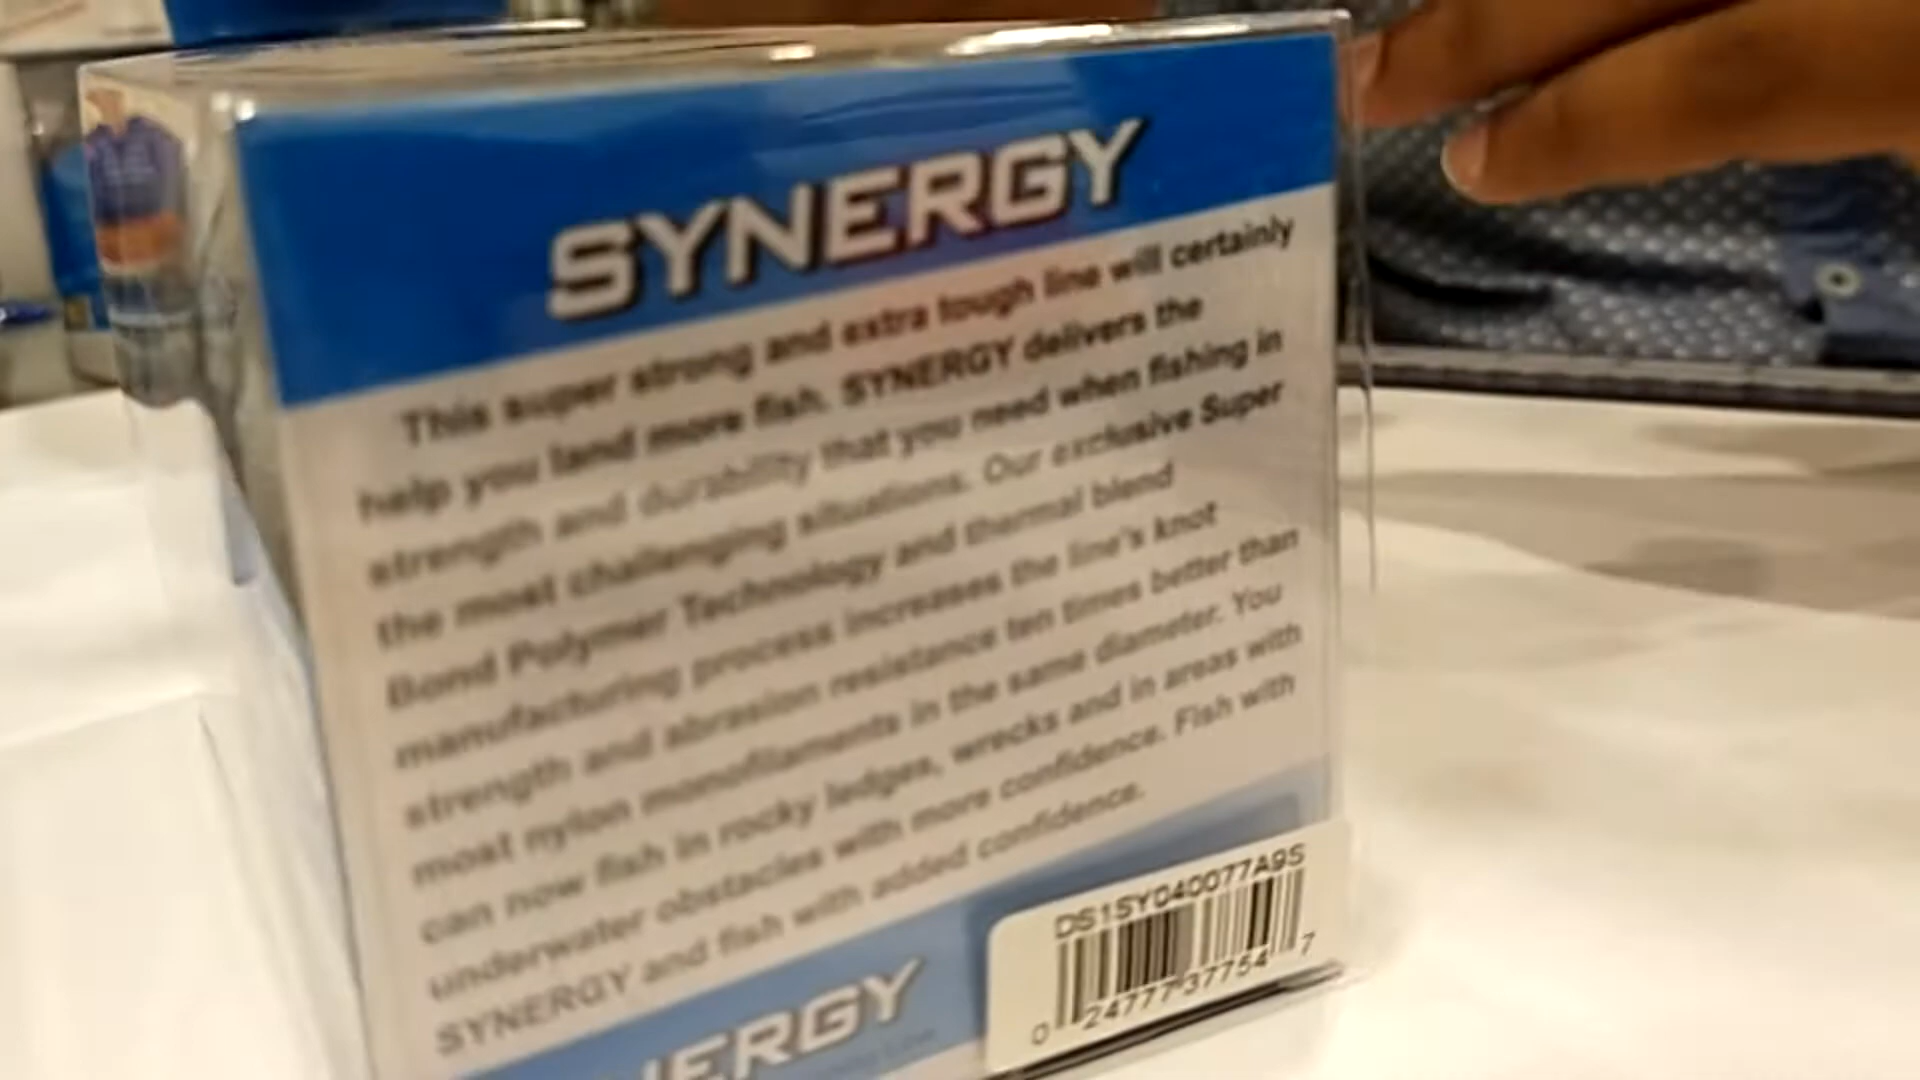 SYNERGY
This super strong and extra tough line will certainly
help you land more fish. SYNERGY delivers the
strength and durability that you need when fishing in
the most challenging situations. Our exclusive Super
Bond Polymer Technology and thermal blend
manufacturing process increases the line's knot
strength and abrasion resistance ten times better than
most nylon monofilaments in the same diameter. You
can now fish in rocky ledges, wrecks and in areas with
underwater obstacles with more confidence. Fish with
SYNERGY and fish with added confidence.
NERGY
DS1SY040077A9S
0 24777 37754 7